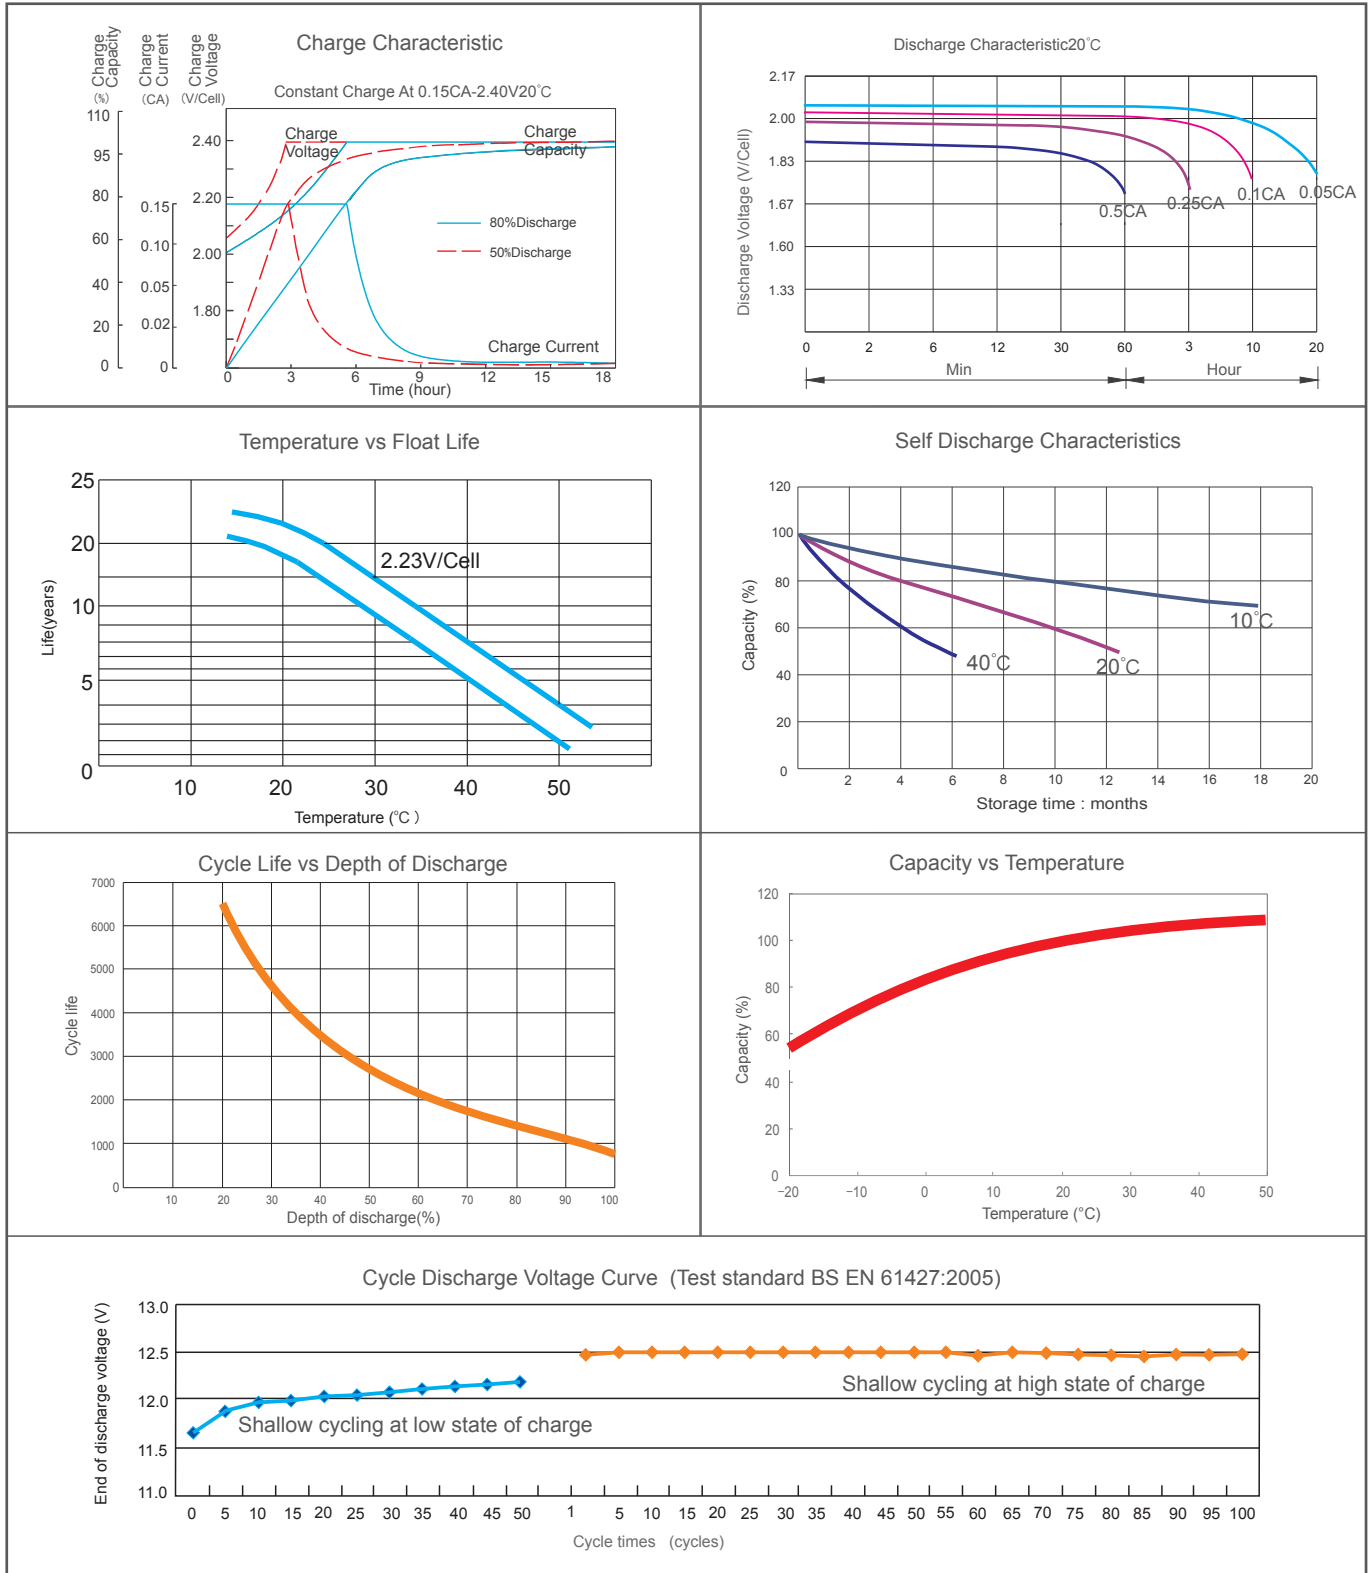 Charge Characteristic
Charge Capacity
(%)
Charge Current
(CA)
Charge Voltage
(V/Cell)
Constant Charge At 0.15CA-2.40V20°C
110
95
80
60
40
20
0
0.15
0.10
0.05
0.02
0
2.40
2.20
2.00
1.80
Charge
Voltage
Charge
Capacity
80%Discharge
50%Discharge
Charge Current
0 3 6 9 12 15 18
Time (hour)
Discharge Characteristic20°C
Discharge Voltage (V/Cell)
2.17
2.00
1.83
1.67
1.60
1.33
0.5CA
0.25CA
0.1CA
0.05CA
0 2 6 12 30 60 3 10 20
Min
Hour
Temperature vs Float Life
Life(years)
25
20
10
5
0
2.23V/Cell
10 20 30 40 50
Temperature (°C )
Self Discharge Characteristics
Capacity (%)
120
100
80
60
40
20
0
10°C
40°C
20°C
2 4 6 8 10 12 14 16 18 20
Storage time : months
Cycle Life vs Depth of Discharge
Cycle life
7000
6000
5000
4000
3000
2000
1000
0
10 20 30 40 50 60 70 80 90 100
Depth of discharge(%)
Capacity vs Temperature
Capacity (%)
120
100
80
60
40
20
0
−20 −10 0 10 20 30 40 50
Temperature (°C)
Cycle Discharge Voltage Curve (Test standard BS EN 61427:2005)
End of discharge voltage (V)
13.0
12.5
12.0
11.5
11.0
Shallow cycling at high state of charge
Shallow cycling at low state of charge
0 5 10 15 20 25 30 35 40 45 50 1 5 10 15 20 25 30 35 40 45 50 55 60 65 70 75 80 85 90 95 100
Cycle times (cycles)